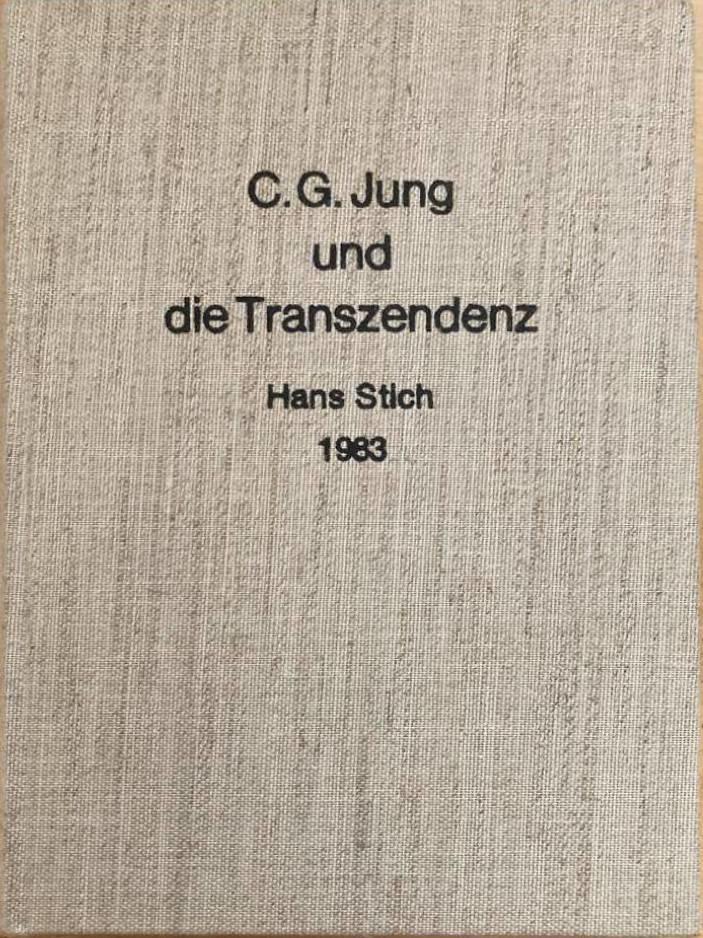 C.G. Jung
und
die Transzendenz
Hans Stich
1983